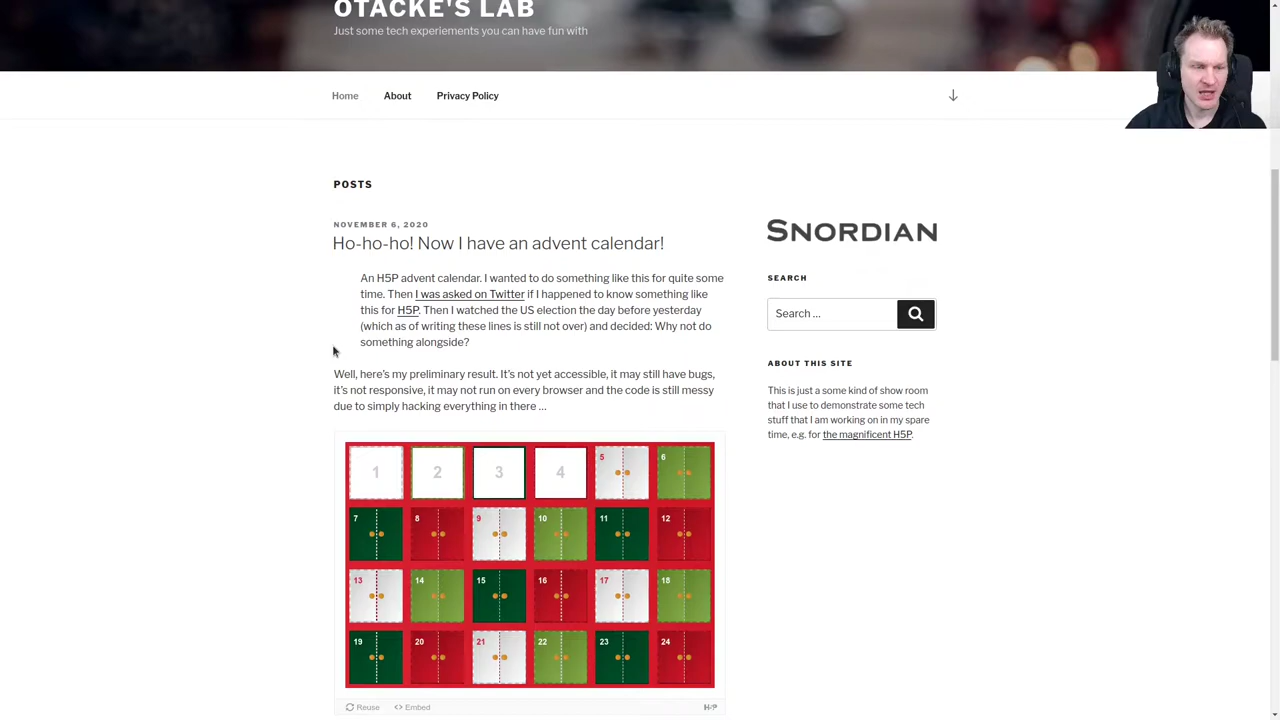 OTACKE'S LAB
Just some tech experiements you can have fun with
Home About Privacy Policy
POSTS
NOVEMBER 6, 2020
Ho-ho-ho! Now I have an advent calendar!
An H5P advent calendar. I wanted to do something like this for quite some
time. Then I was asked on Twitter if I happened to know something like
this for H5P. Then I watched the US election the day before yesterday
(which as of writing these lines is still not over) and decided: Why not do
something alongside?
Well, here's my preliminary result. It's not yet accessible, it may still have bugs,
it's not responsive, it may not run on every browser and the code is still messy
due to simply hacking everything in there …
1 2 3 4 5 6
7 8 9 10 11 12
13 14 15 16 17 18
19 20 21 22 23 24
Reuse <> Embed H5P
SNORDIAN
SEARCH
Search …
ABOUT THIS SITE
This is just a some kind of show room
that I use to demonstrate some tech
stuff that I am working on in my spare
time, e.g. for the magnificent H5P.